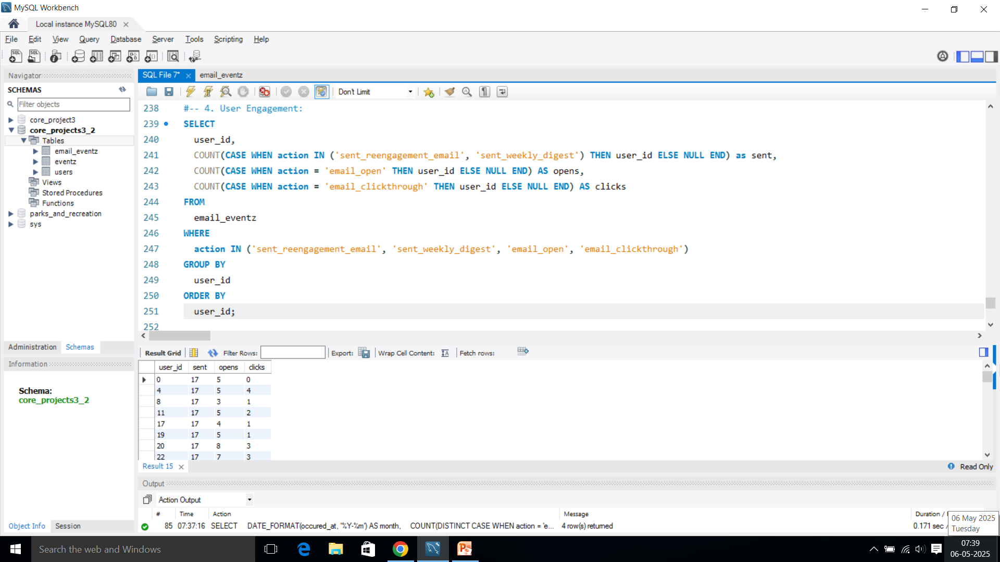 MySQL Workbench
Local instance MySQL80
File Edit View Query Database Server Tools Scripting Help
Navigator
SCHEMAS
Filter objects
core_project3
core_projects3_2
Tables
email_eventz
eventz
users
Views
Stored Procedures
Functions
parks_and_recreation
sys
Administration Schemas
Information
Schema:
core_projects3_2
Object Info Session
SQL File 7* email_eventz
Don't Limit
238 #-- 4. User Engagement:
239 SELECT
240 user_id,
241 COUNT(CASE WHEN action IN ('sent_reengagement_email', 'sent_weekly_digest') THEN user_id ELSE NULL END) as sent,
242 COUNT(CASE WHEN action = 'email_open' THEN user_id ELSE NULL END) AS opens,
243 COUNT(CASE WHEN action = 'email_clickthrough' THEN user_id ELSE NULL END) AS clicks
244 FROM
245 email_eventz
246 WHERE
247 action IN ('sent_reengagement_email', 'sent_weekly_digest', 'email_open', 'email_clickthrough')
248 GROUP BY
249 user_id
250 ORDER BY
251 user_id;
252
Result Grid Filter Rows: Export: Wrap Cell Content: Fetch rows:
user_id sent opens clicks
0 17 5 0
4 17 5 4
8 17 3 1
11 17 5 2
17 17 4 1
19 17 5 1
20 17 8 3
22 17 7 3
Result 15 Read Only
Output
Action Output
# Time Action Message Duration /
85 07:37:16 SELECT DATE_FORMAT(occured_at, '%Y-%m') AS month, COUNT(DISTINCT CASE WHEN action = 'e... 4 row(s) returned 0.171 sec /
06 May 2025
Tuesday
Search the web and Windows
07:39
06-05-2025